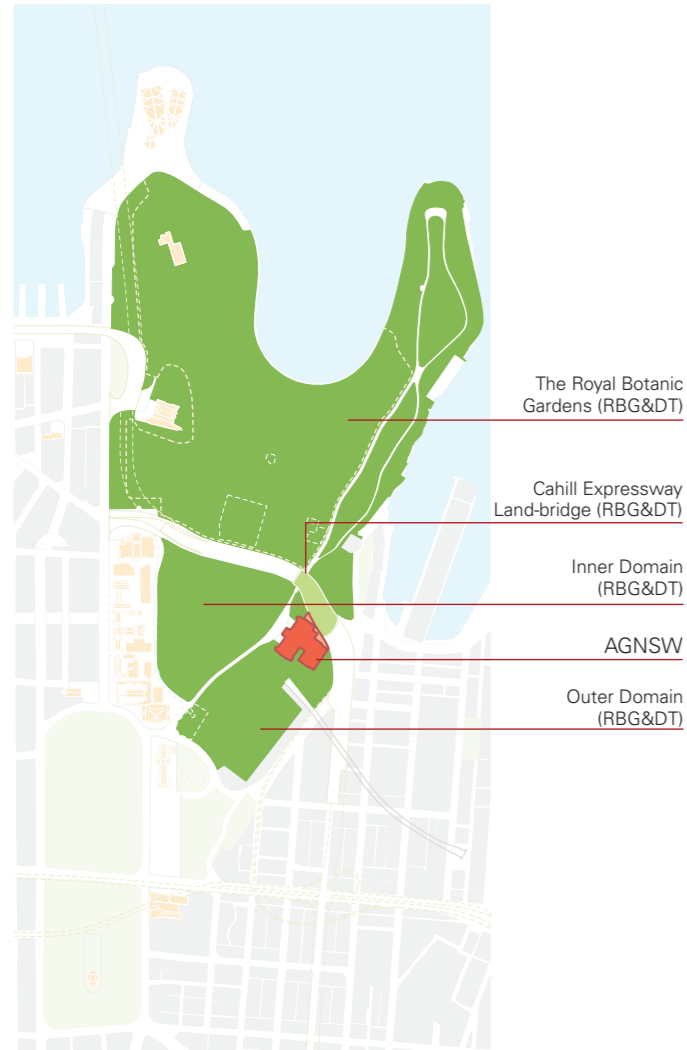 The Royal Botanic
Gardens (RBG&DT)
Cahill Expressway
Land-bridge (RBG&DT)
Inner Domain
(RBG&DT)
AGNSW
Outer Domain
(RBG&DT)